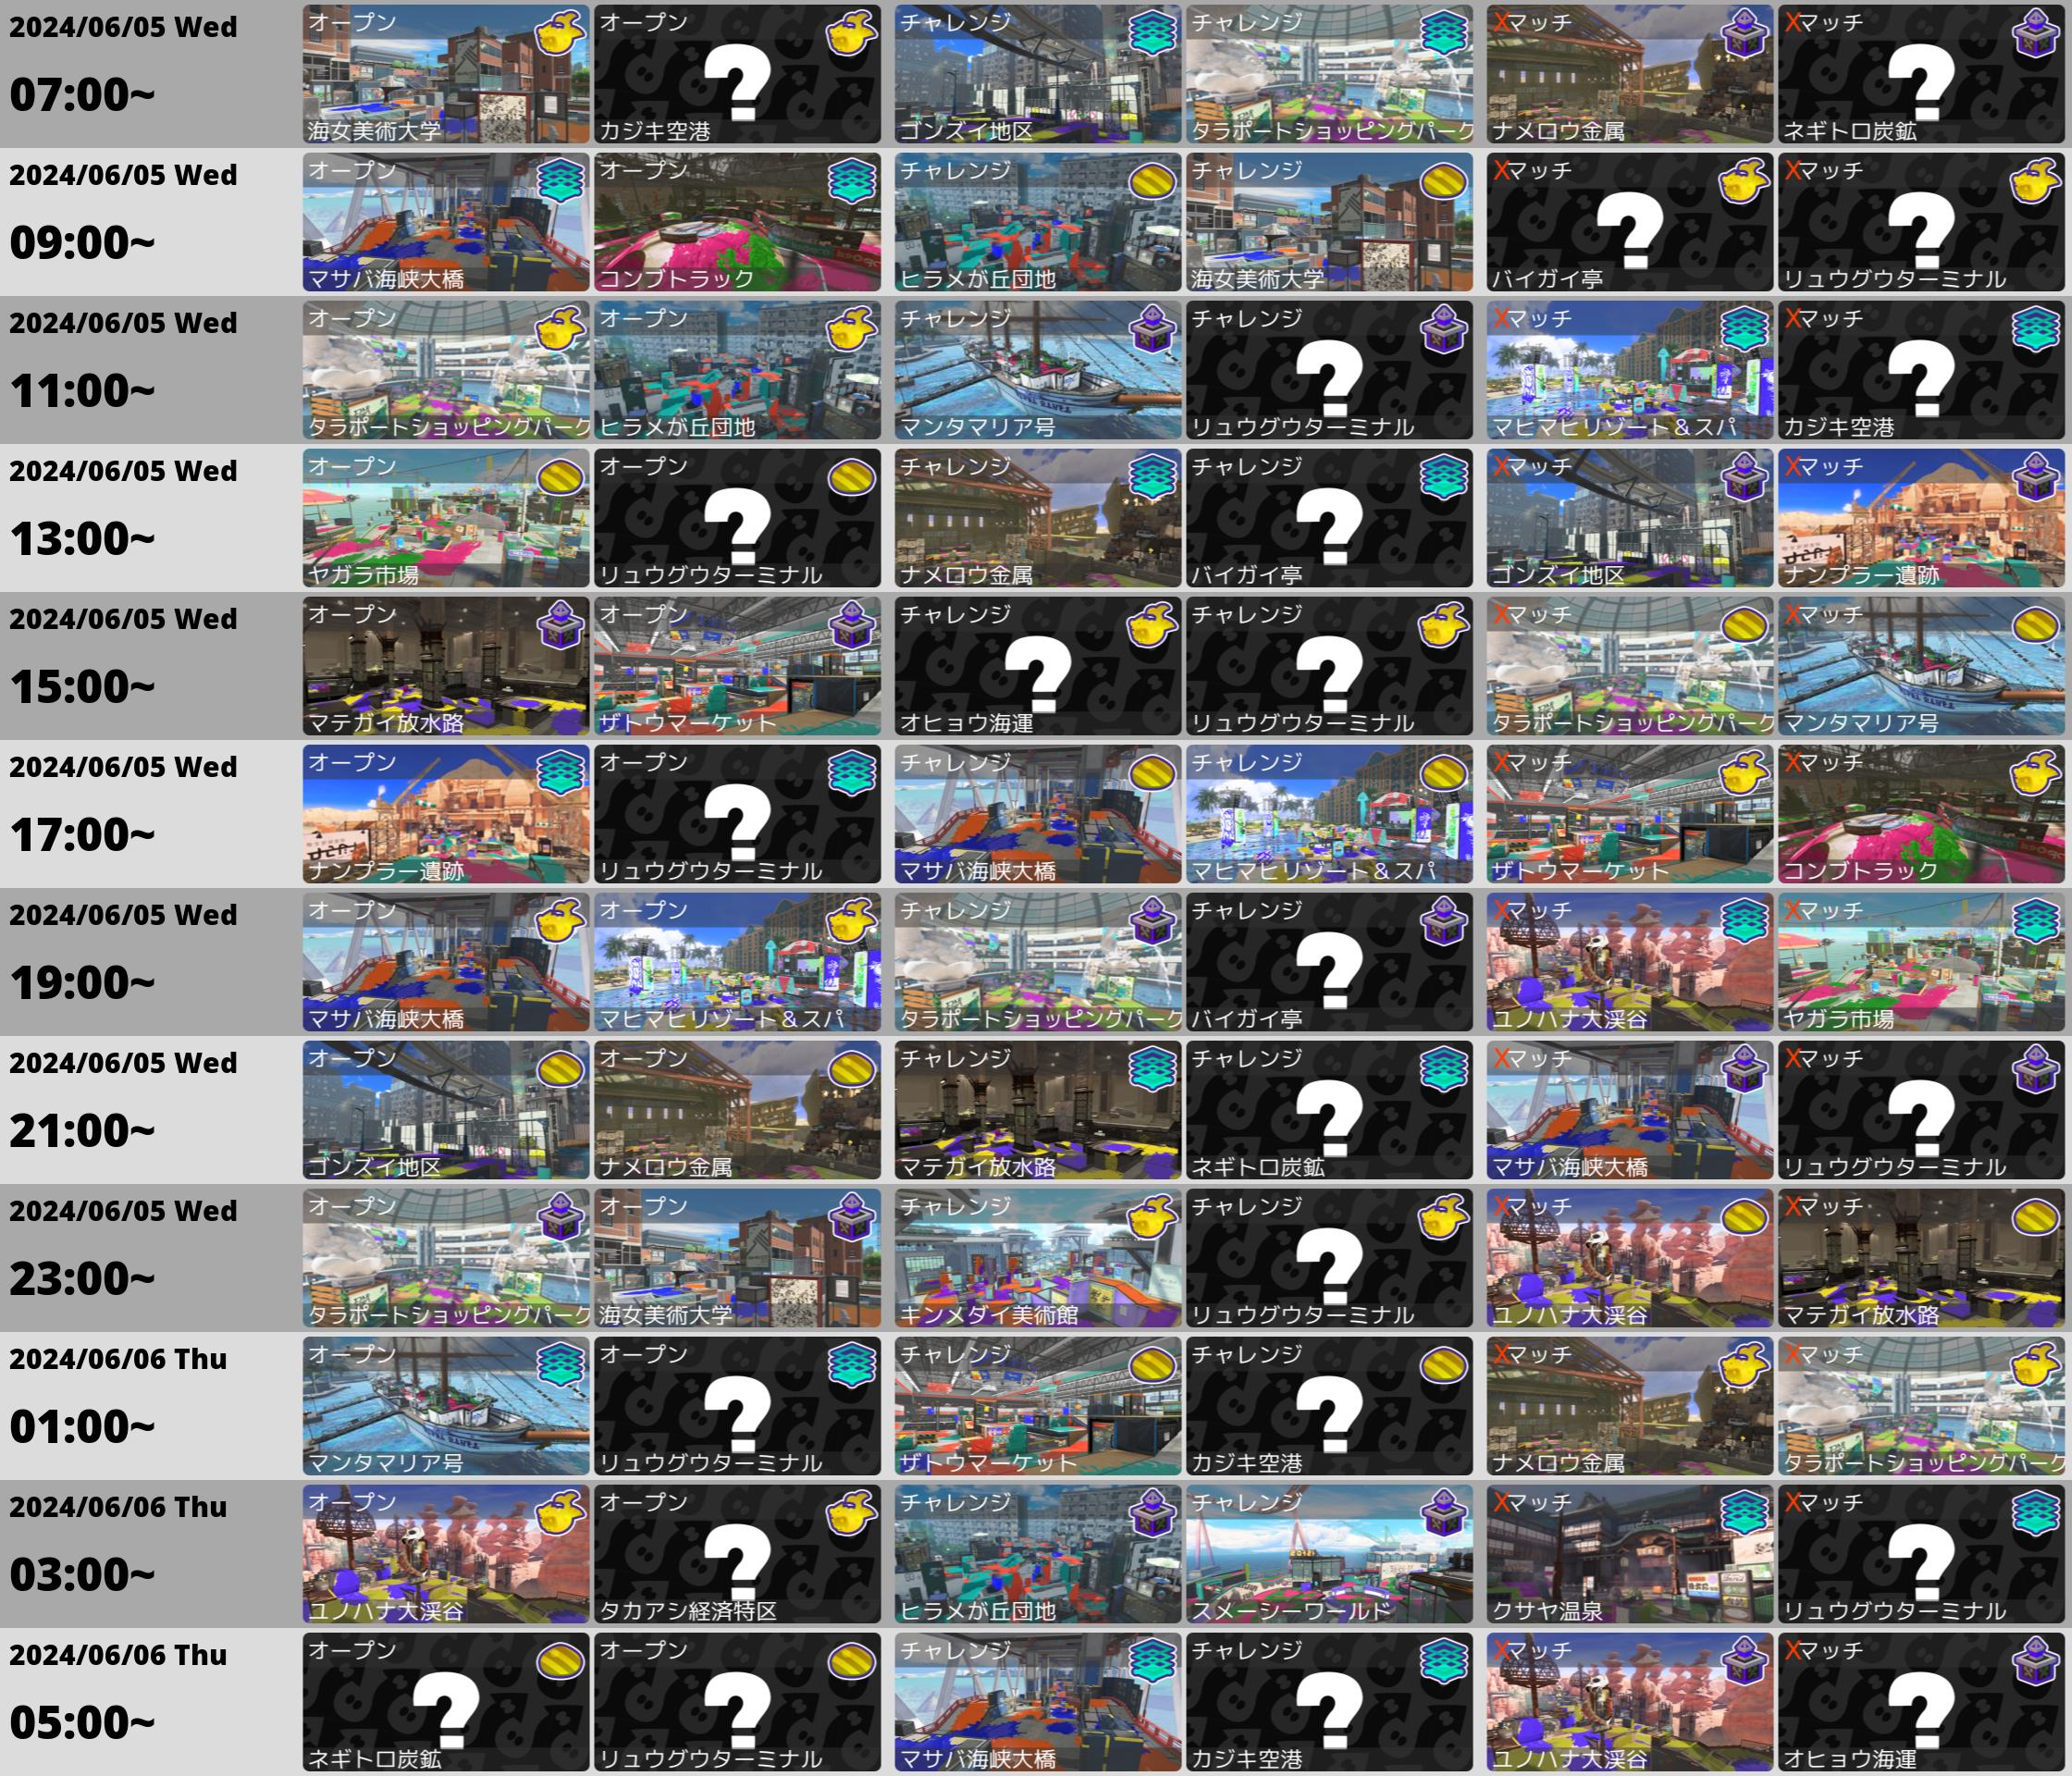 2024/06/05 Wed
07:00~
オープン
海女美術大学
オープン
カジキ空港
チャレンジ
ゴンズイ地区
チャレンジ
タラポートショッピングパーク
Xマッチ
ナメロウ金属
Xマッチ
ネギトロ炭鉱
2024/06/05 Wed
09:00~
オープン
マサバ海峡大橋
オープン
コンブトラック
チャレンジ
ヒラメが丘団地
チャレンジ
海女美術大学
Xマッチ
バイガイ亭
Xマッチ
リュウグウターミナル
2024/06/05 Wed
11:00~
オープン
タラポートショッピングパーク
オープン
ヒラメが丘団地
チャレンジ
マンタマリア号
チャレンジ
リュウグウターミナル
Xマッチ
マヒマヒリゾート＆スパ
Xマッチ
カジキ空港
2024/06/05 Wed
13:00~
オープン
ヤガラ市場
オープン
リュウグウターミナル
チャレンジ
ナメロウ金属
チャレンジ
バイガイ亭
Xマッチ
ゴンズイ地区
Xマッチ
ナンプラー遺跡
2024/06/05 Wed
15:00~
オープン
マテガイ放水路
オープン
ザトウマーケット
チャレンジ
オヒョウ海運
チャレンジ
リュウグウターミナル
Xマッチ
タラポートショッピングパーク
Xマッチ
マンタマリア号
2024/06/05 Wed
17:00~
オープン
ナンプラー遺跡
オープン
リュウグウターミナル
チャレンジ
マサバ海峡大橋
チャレンジ
マヒマヒリゾート＆スパ
Xマッチ
ザトウマーケット
Xマッチ
コンブトラック
2024/06/05 Wed
19:00~
オープン
マサバ海峡大橋
オープン
マヒマヒリゾート＆スパ
チャレンジ
タラポートショッピングパーク
チャレンジ
バイガイ亭
Xマッチ
ユノハナ大渓谷
Xマッチ
ヤガラ市場
2024/06/05 Wed
21:00~
オープン
ゴンズイ地区
オープン
ナメロウ金属
チャレンジ
マテガイ放水路
チャレンジ
ネギトロ炭鉱
Xマッチ
マサバ海峡大橋
Xマッチ
リュウグウターミナル
2024/06/05 Wed
23:00~
オープン
タラポートショッピングパーク
オープン
海女美術大学
チャレンジ
キンメダイ美術館
チャレンジ
リュウグウターミナル
Xマッチ
ユノハナ大渓谷
Xマッチ
マテガイ放水路
2024/06/06 Thu
01:00~
オープン
マンタマリア号
オープン
リュウグウターミナル
チャレンジ
ザトウマーケット
チャレンジ
カジキ空港
Xマッチ
ナメロウ金属
Xマッチ
タラポートショッピングパーク
2024/06/06 Thu
03:00~
オープン
ユノハナ大渓谷
オープン
タカアシ経済特区
チャレンジ
ヒラメが丘団地
チャレンジ
スメーシーワールド
Xマッチ
クサヤ温泉
Xマッチ
リュウグウターミナル
2024/06/06 Thu
05:00~
オープン
ネギトロ炭鉱
オープン
リュウグウターミナル
チャレンジ
マサバ海峡大橋
チャレンジ
カジキ空港
Xマッチ
ユノハナ大渓谷
Xマッチ
オヒョウ海運